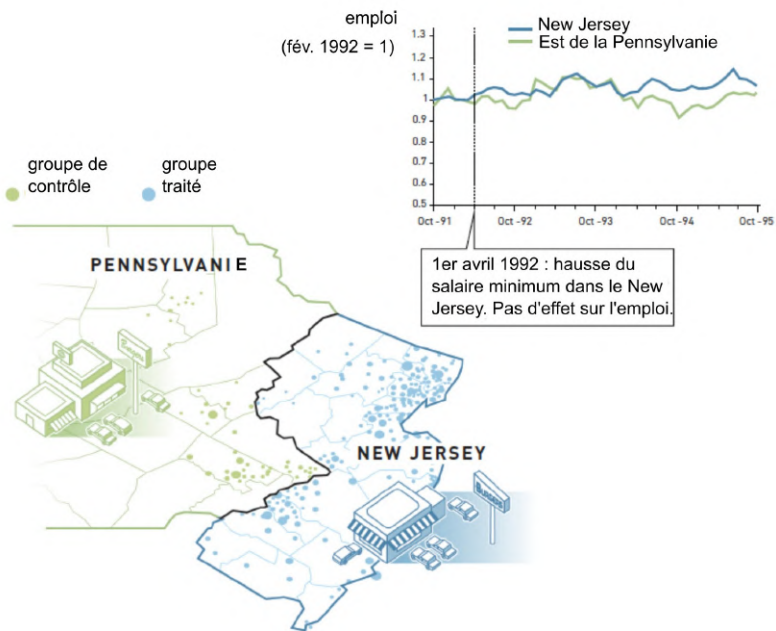 emploi
(fév. 1992 = 1)
New Jersey
Est de la Pennsylvanie
1.3
1.2
1.1
1.1
1
0.9
0.8
0.7
0.6
0.5
Oct -91
Oct -92
Oct -93
Oct -94
Oct -95
1er avril 1992 : hausse du
salaire minimum dans le New
Jersey. Pas d'effet sur l'emploi.
groupe de
contrôle
groupe
traité
PENNSYLVANIE
NEW JERSEY